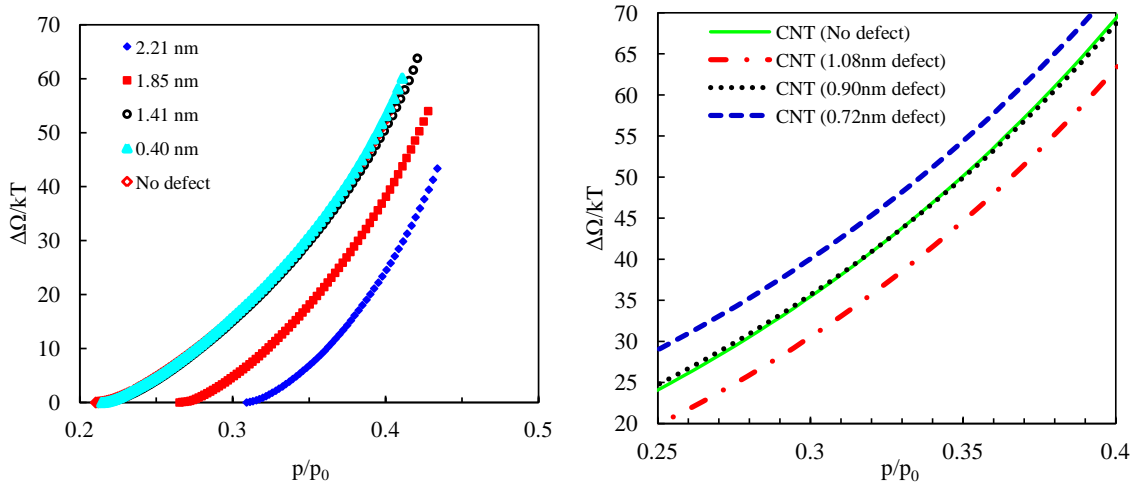 70
60
50
40
30
20
10
0
ΔΩ/kT
2.21 nm
1.85 nm
1.41 nm
0.40 nm
No defect
0.2
0.3
0.4
0.5
p/p₀
70
65
60
55
50
45
40
35
30
25
20
ΔΩ/kT
CNT (No defect)
CNT (1.08nm defect)
CNT (0.90nm defect)
CNT (0.72nm defect)
0.25
0.3
0.35
0.4
p/p₀